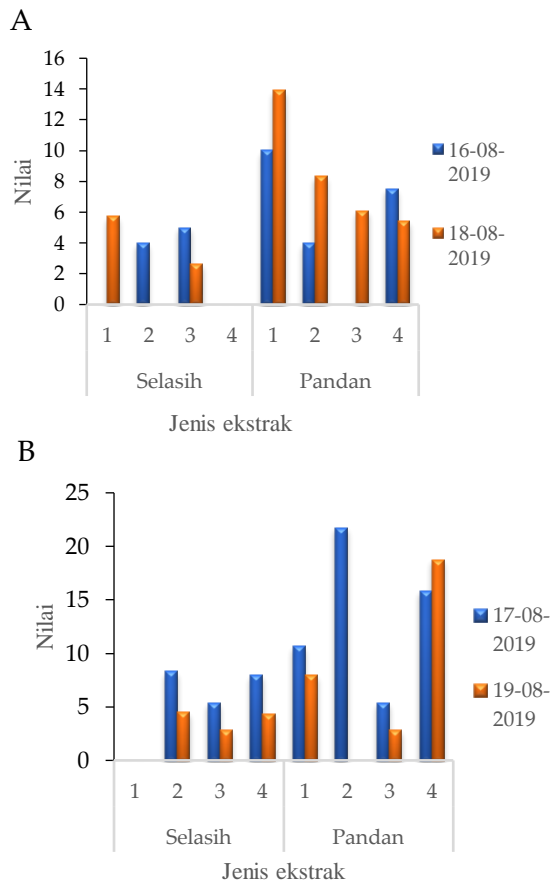 A
16
14
12
10
8
6
4
2
0
Nilai
1 2 3 4 1 2 3 4
Selasih Pandan
Jenis ekstrak
16-08-
2019
18-08-
2019
B
25
20
15
10
5
0
Nilai
1 2 3 4 1 2 3 4
Selasih Pandan
Jenis ekstrak
17-08-
2019
19-08-
2019